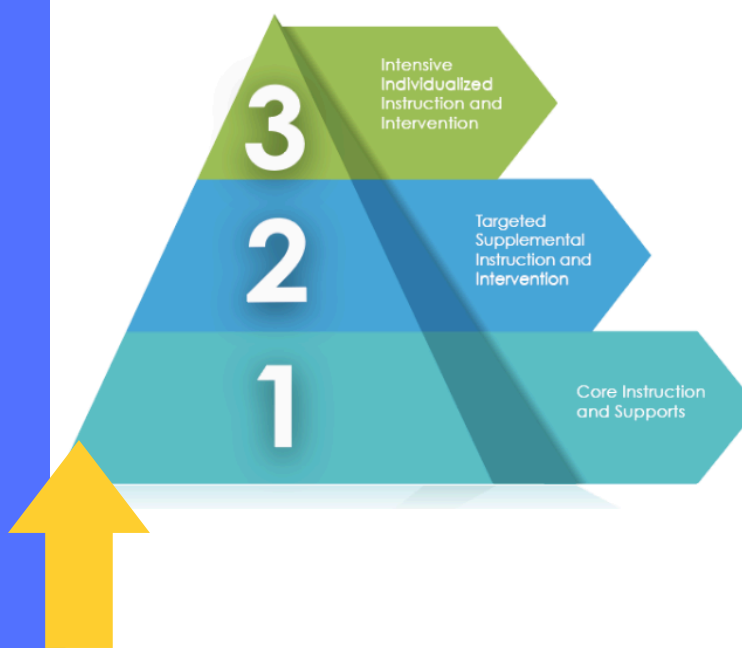 3
Intensive
Individualized
Instruction and
Intervention
2
Targeted
Supplemental
Instruction and
Intervention
1
Core Instruction
and Supports